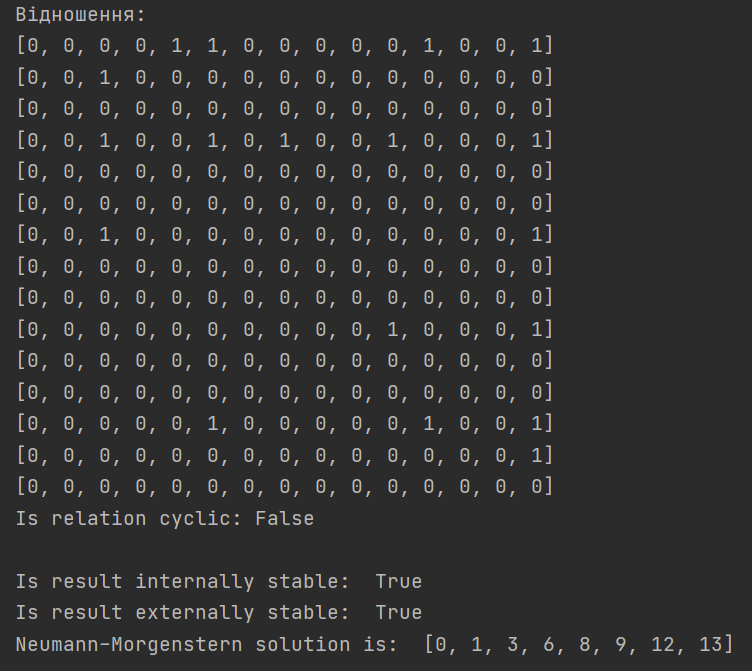 Відношення:
[0, 0, 0, 0, 1, 1, 0, 0, 0, 0, 0, 1, 0, 0, 1]
[0, 0, 1, 0, 0, 0, 0, 0, 0, 0, 0, 0, 0, 0, 0]
[0, 0, 0, 0, 0, 0, 0, 0, 0, 0, 0, 0, 0, 0, 0]
[0, 0, 1, 0, 0, 1, 0, 1, 0, 0, 1, 0, 0, 0, 1]
[0, 0, 0, 0, 0, 0, 0, 0, 0, 0, 0, 0, 0, 0, 0]
[0, 0, 0, 0, 0, 0, 0, 0, 0, 0, 0, 0, 0, 0, 0]
[0, 0, 1, 0, 0, 0, 0, 0, 0, 0, 0, 0, 0, 0, 1]
[0, 0, 0, 0, 0, 0, 0, 0, 0, 0, 0, 0, 0, 0, 0]
[0, 0, 0, 0, 0, 0, 0, 0, 0, 0, 0, 0, 0, 0, 0]
[0, 0, 0, 0, 0, 0, 0, 0, 0, 0, 1, 0, 0, 0, 1]
[0, 0, 0, 0, 0, 0, 0, 0, 0, 0, 0, 0, 0, 0, 0]
[0, 0, 0, 0, 0, 0, 0, 0, 0, 0, 0, 0, 0, 0, 0]
[0, 0, 0, 0, 0, 1, 0, 0, 0, 0, 0, 1, 0, 0, 1]
[0, 0, 0, 0, 0, 0, 0, 0, 0, 0, 0, 0, 0, 0, 1]
[0, 0, 0, 0, 0, 0, 0, 0, 0, 0, 0, 0, 0, 0, 0]
Is relation cyclic: False
Is result internally stable:  True
Is result externally stable:  True
Neumann-Morgenstern solution is:  [0, 1, 3, 6, 8, 9, 12, 13]